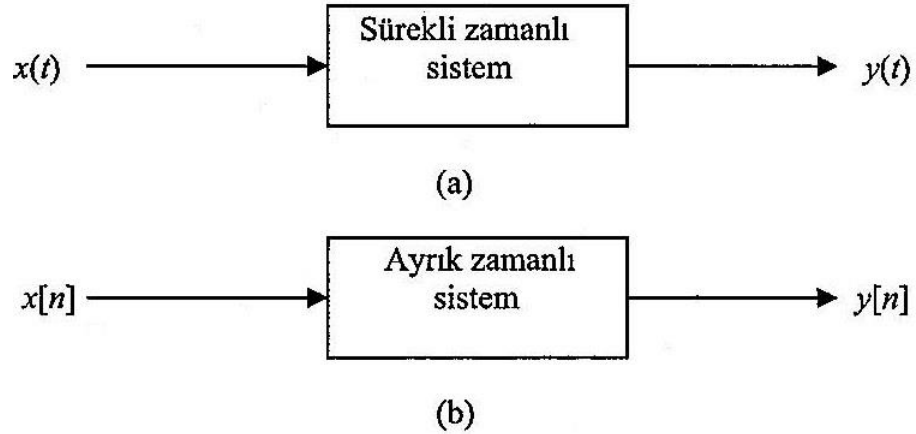 Sürekli zamanlı
sistem
x(t)
y(t)
(a)
Ayrık zamanlı
sistem
x[n]
y[n]
(b)